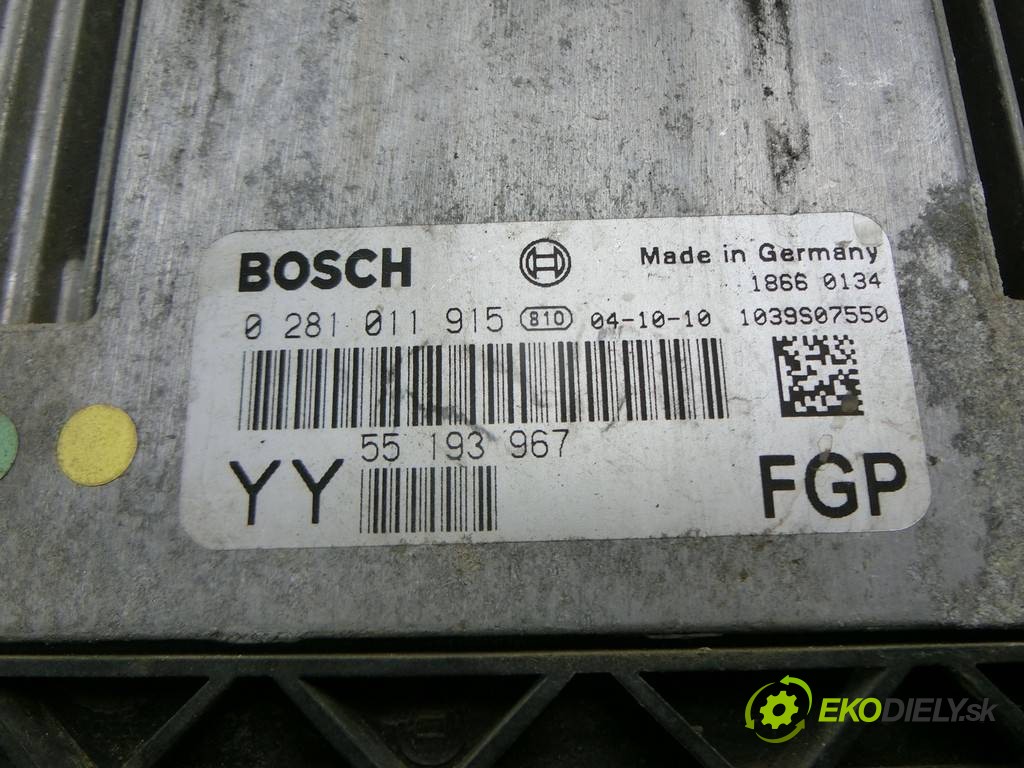 BOSCH
Made in Germany
1866 0134
0 281 011 915 810 04-10-10 1039S07550
55 193 967
YY FGP
EKODIELY.sk